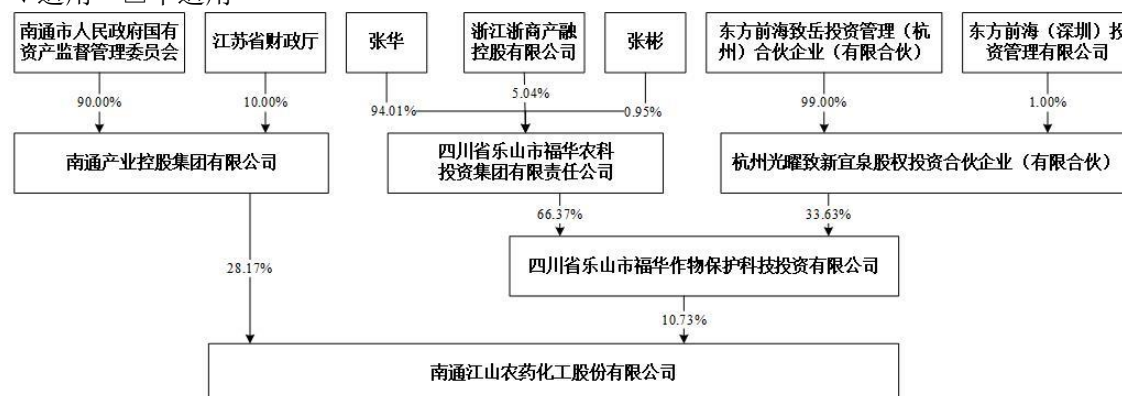 南通市人民政府国有
资产监督管理委员会
江苏省财政厅
张华
浙江浙商产融
控股有限公司
张彬
东方前海致岳投资管理（杭
州）合伙企业（有限合伙）
东方前海（深圳）投
资管理有限公司
90.00%
10.00%
94.01%
5.04%
0.95%
99.00%
1.00%
南通产业控股集团有限公司
四川省乐山市福华农科
投资集团有限责任公司
杭州光曜致新宜泉股权投资合伙企业（有限合伙）
66.37%
33.63%
28.17%
四川省乐山市福华作物保护科技投资有限公司
10.73%
南通江山农药化工股份有限公司